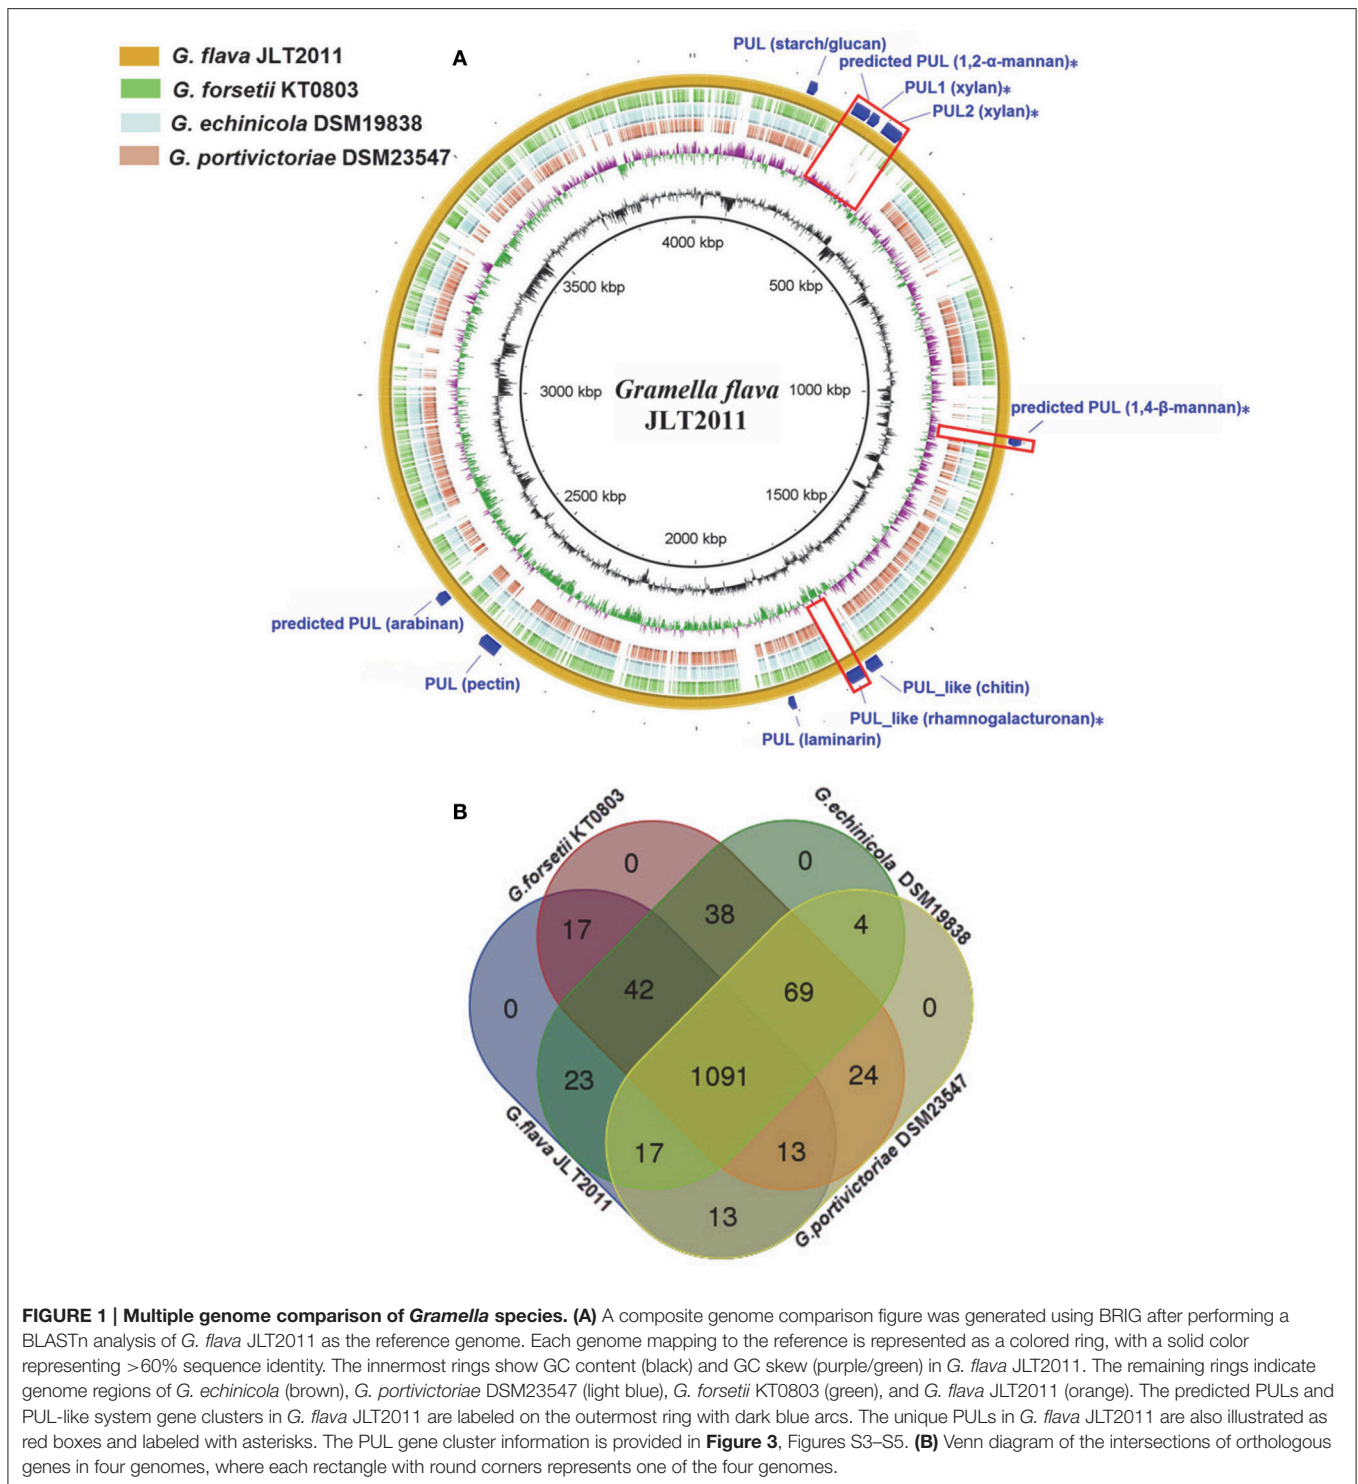 G. flava JLT2011
G. forsetii KT0803
G. echinicola DSM19838
G. portivictoriae DSM23547
A
PUL (starch/glucan)
predicted PUL (1,2-α-mannan)*
PUL1 (xylan)*
PUL2 (xylan)*
4000 kbp
500 kbp
3500 kbp
3000 kbp
Gramella flava
JLT2011
1000 kbp
predicted PUL (1,4-β-mannan)*
2500 kbp
1500 kbp
2000 kbp
predicted PUL (arabinan)
PUL (pectin)
PUL_like (chitin)
PUL_like (rhamnogalacturonan)*
PUL (laminarin)
B
G.forsetii KT0803
G.echinicola DSM19838
0
0
17
38
4
42
69
0
0
23
1091
24
17
13
13
G.flava JLT2011
G.portivictoriae DSM23547
FIGURE 1 | Multiple genome comparison of Gramella species. (A) A composite genome comparison figure was generated using BRIG after performing a
BLASTn analysis of G. flava JLT2011 as the reference genome. Each genome mapping to the reference is represented as a colored ring, with a solid color
representing >60% sequence identity. The innermost rings show GC content (black) and GC skew (purple/green) in G. flava JLT2011. The remaining rings indicate
genome regions of G. echinicola (brown), G. portivictoriae DSM23547 (light blue), G. forsetii KT0803 (green), and G. flava JLT2011 (orange). The predicted PULs and
PUL-like system gene clusters in G. flava JLT2011 are labeled on the outermost ring with dark blue arcs. The unique PULs in G. flava JLT2011 are also illustrated as
red boxes and labeled with asterisks. The PUL gene cluster information is provided in Figure 3, Figures S3–S5. (B) Venn diagram of the intersections of orthologous
genes in four genomes, where each rectangle with round corners represents one of the four genomes.